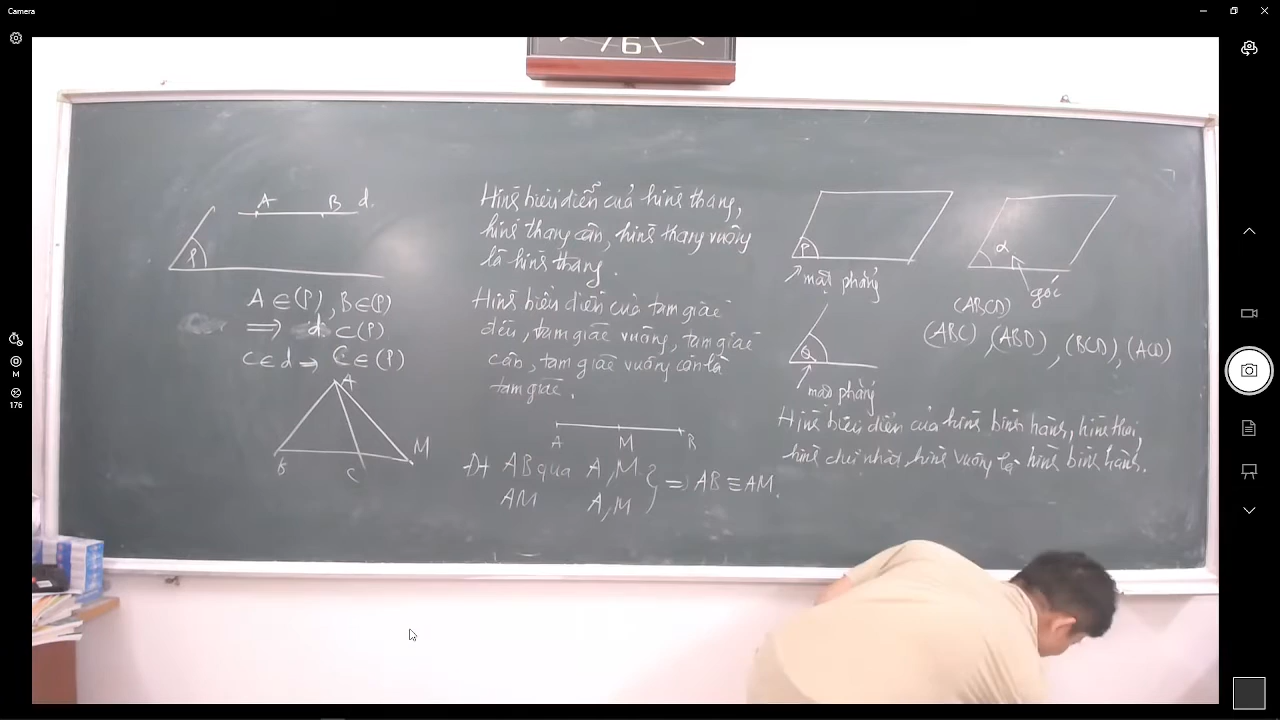 Camera
6
176
A B d
P
A ∈ (P), B ∈ (P)
⟹ d ⊂ (P)
C ∈ d → C ∈ (P)
A
B C M
Hình biểu diễn của hình thang,
hình thang cân, hình thang vuông
là hình thang.
Hình biểu diễn của tam giác
đều, tam giác vuông, tam giác
cân, tam giác vuông cân là
tam giác.
A M B
Đt AB qua A, M } ⟹ AB ≡ AM.
AM A, M
P
mặt phẳng
α
góc
(ABCD)
(ABC), (ABD), (BCD), (ACD)
Q
mặt phẳng
Hình biểu diễn của hình bình hành, hình thoi,
hình chữ nhật, hình vuông là hình bình hành.